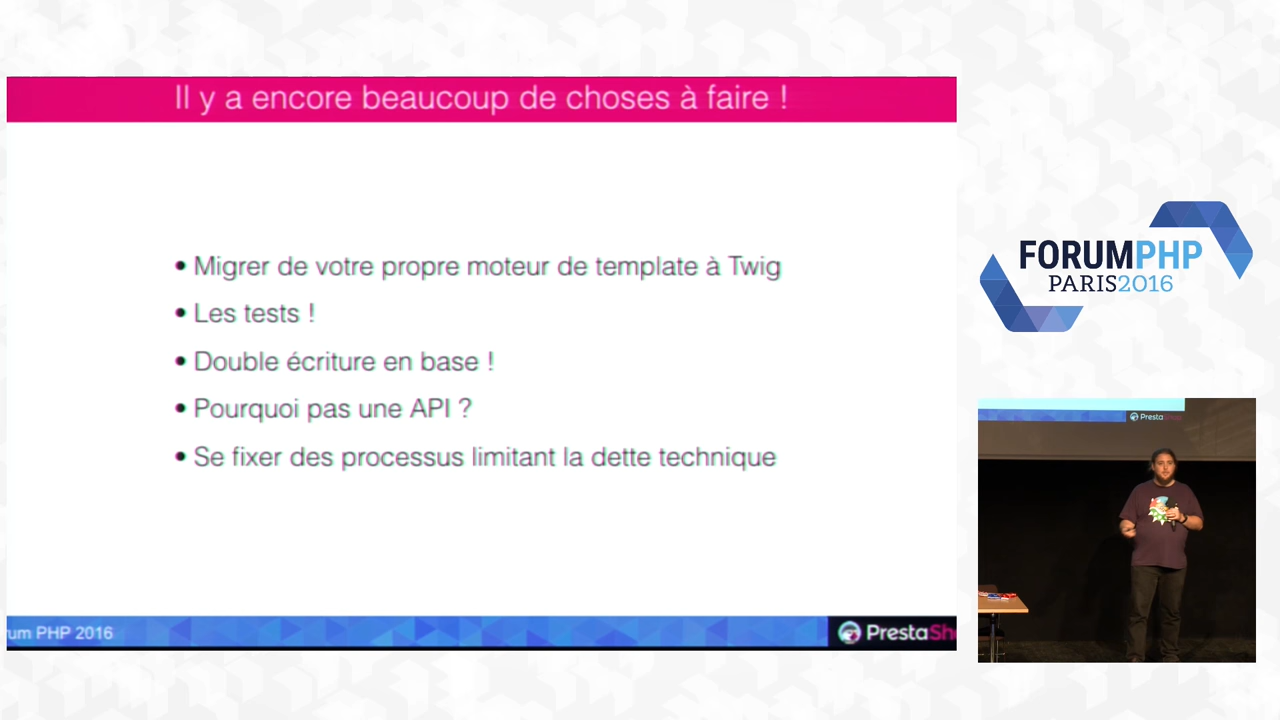 Il y a encore beaucoup de choses à faire !
• Migrer de votre propre moteur de template à Twig
• Les tests !
• Double écriture en base !
• Pourquoi pas une API ?
• Se fixer des processus limitant la dette technique
um PHP 2016
PrestaSh
FORUMPHP
PARIS2016
Presta